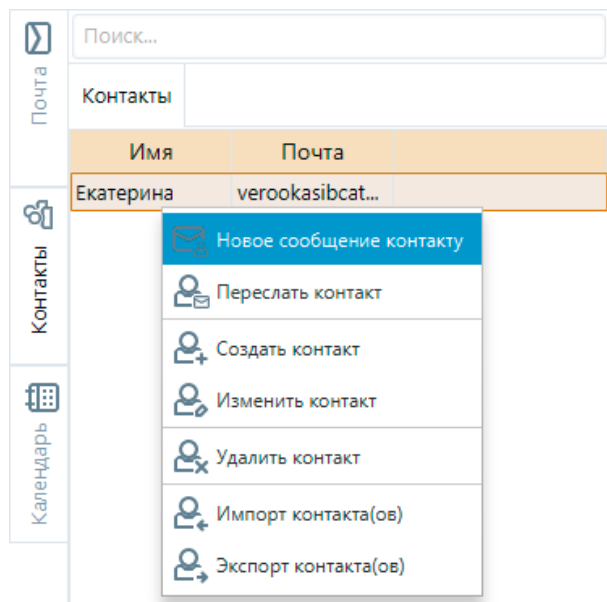 Почта
Контакты
Календарь
Поиск...
Контакты
Имя Почта
Екатерина verookasibcat...
Новое сообщение контакту
Переслать контакт
Создать контакт
Изменить контакт
Удалить контакт
Импорт контакта(ов)
Экспорт контакта(ов)